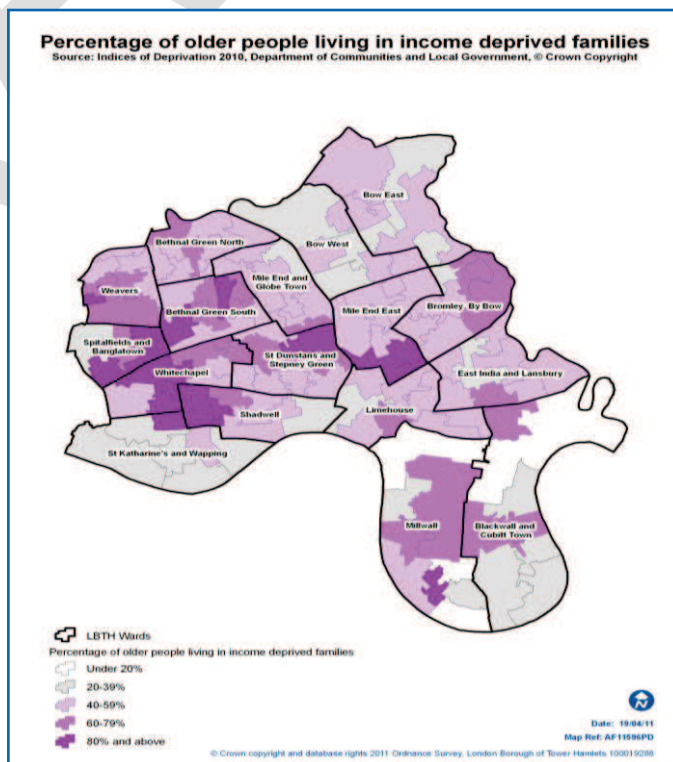 Percentage of older people living in income deprived families
Source: Indices of Deprivation 2010, Department of Communities and Local Government, © Crown Copyright
Bow East
Bethnal Green North
Bow West
Mile End and
Globe Town
Weavers
Bethnal Green South
Mile End East
Bromley, By Bow
Spitalfields and
Banglatown
St Dunstans and
Stepney Green
Whitechapel
East India and Lansbury
Shadwell
Limehouse
St Katharine's and Wapping
Millwall
Blackwall and
Cubitt Town
LBTH Wards
Percentage of older people living in income deprived families
Under 20%
20-39%
40-59%
60-79%
80% and above
N
Date: 19/04/11
Map Ref: AF11596PD
© Crown copyright and database rights 2011 Ordnance Survey, London Borough of Tower Hamlets 100019288